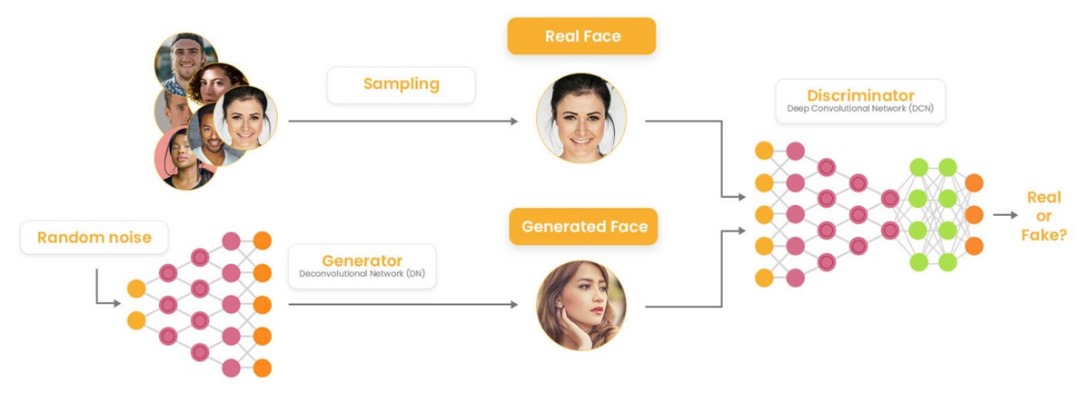 Real Face
Sampling
Discriminator
Deep Convolutional Network (DCN)
Random noise
Generator
Deconvolutional Network (DN)
Generated Face
Real
or
Fake?